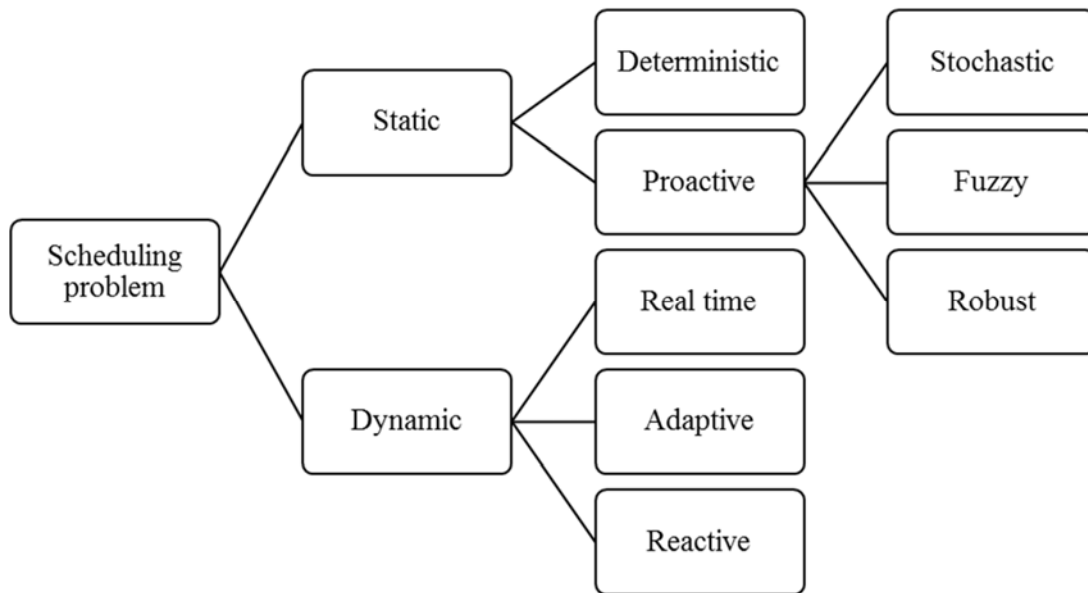 Scheduling
problem
Static
Deterministic
Proactive
Stochastic
Fuzzy
Robust
Dynamic
Real time
Adaptive
Reactive